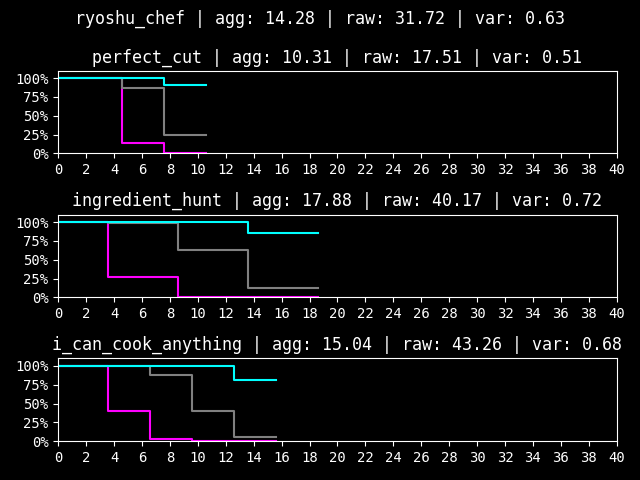 ryoshu_chef | agg: 14.28 | raw: 31.72 | var: 0.63
perfect_cut | agg: 10.31 | raw: 17.51 | var: 0.51
100%
75%
50%
25%
0%
0 2 4 6 8 10 12 14 16 18 20 22 24 26 28 30 32 34 36 38 40
ingredient_hunt | agg: 17.88 | raw: 40.17 | var: 0.72
100%
75%
50%
25%
0%
0 2 4 6 8 10 12 14 16 18 20 22 24 26 28 30 32 34 36 38 40
i_can_cook_anything | agg: 15.04 | raw: 43.26 | var: 0.68
100%
75%
50%
25%
0%
0 2 4 6 8 10 12 14 16 18 20 22 24 26 28 30 32 34 36 38 40